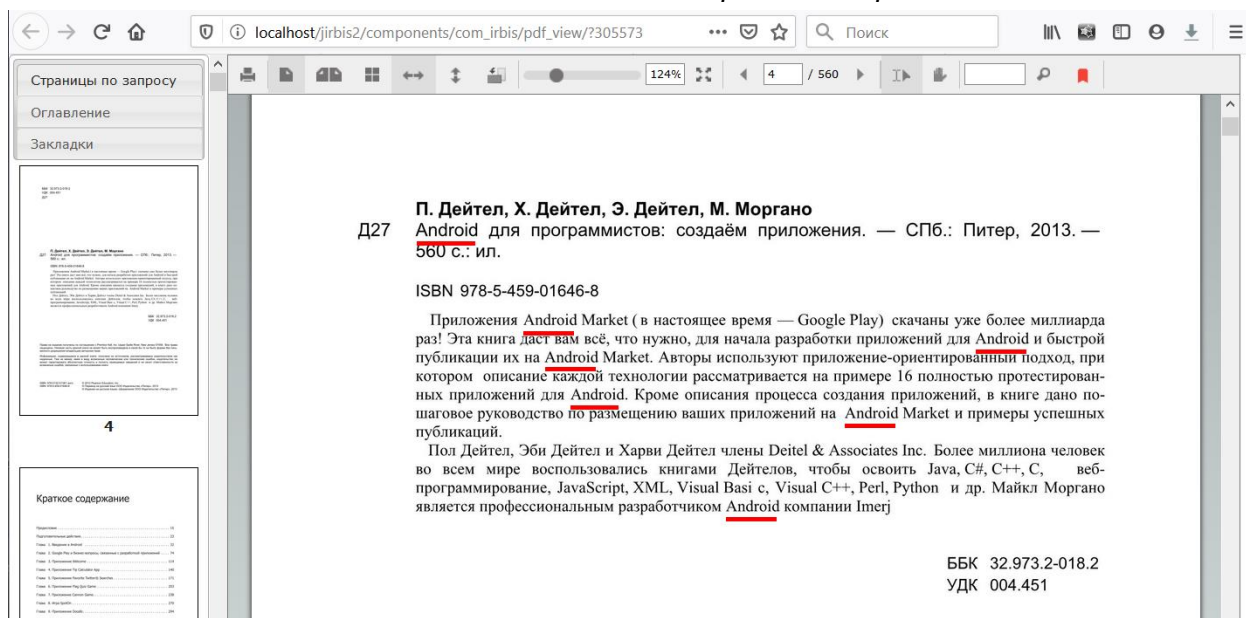 localhost/jirbis2/components/com_irbis/pdf_view/?305573
Поиск
Страницы по запросу
Оглавление
Закладки
124%
4 / 560
4
Краткое содержание
П. Дейтел, Х. Дейтел, Э. Дейтел, М. Моргано
Д27 Android для программистов: создаём приложения. — СПб.: Питер, 2013. —
560 с.: ил.
ISBN 978-5-459-01646-8
Приложения Android Market ( в настоящее время — Google Play) скачаны уже более миллиарда
раз! Эта книга даст вам всё, что нужно, для начала разработки приложений для Android и быстрой
публикации их на Android Market. Авторы используют приложение-ориентированный подход, при
котором описание каждой технологии рассматривается на примере 16 полностью протестирован-
ных приложений для Android. Кроме описания процесса создания приложений, в книге дано по-
шаговое руководство по размещению ваших приложений на Android Market и примеры успешных
публикаций.
Пол Дейтел, Эби Дейтел и Харви Дейтел члены Deitel & Associates Inc. Более миллиона человек
во всем мире воспользовались книгами Дейтелов, чтобы освоить Java, C#, C++, C, веб-
программирование, JavaScript, XML, Visual Basi c, Visual C++, Perl, Python и др. Майкл Моргано
является профессиональным разработчиком Android компании Imerj
ББК 32.973.2-018.2
УДК 004.451